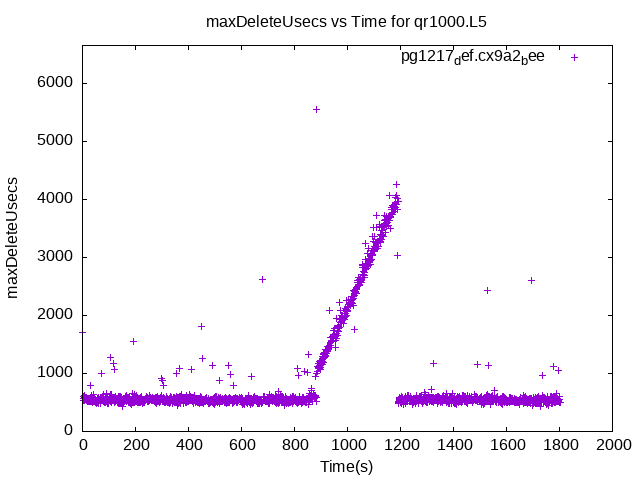 maxDeleteUsecs vs Time for qr1000.L5
pg1217def.cx9a2bee
6000
5000
4000
3000
2000
1000
0
maxDeleteUsecs
0 200 400 600 800 1000 1200 1400 1600 1800 2000
Time(s)